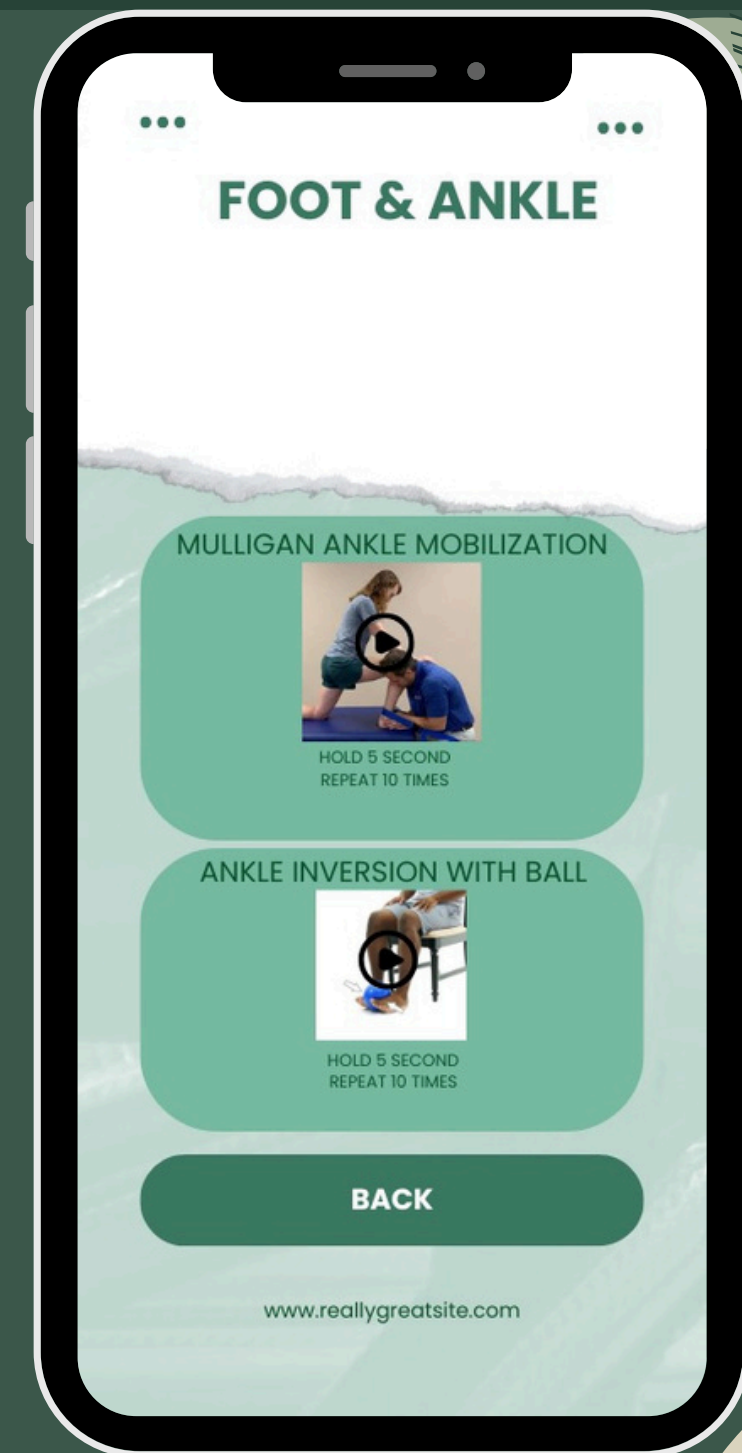 FOOT & ANKLE
MULLIGAN ANKLE MOBILIZATION
HOLD 5 SECOND
REPEAT 10 TIMES
ANKLE INVERSION WITH BALL
HOLD 5 SECOND
REPEAT 10 TIMES
BACK
www.reallygreatsite.com